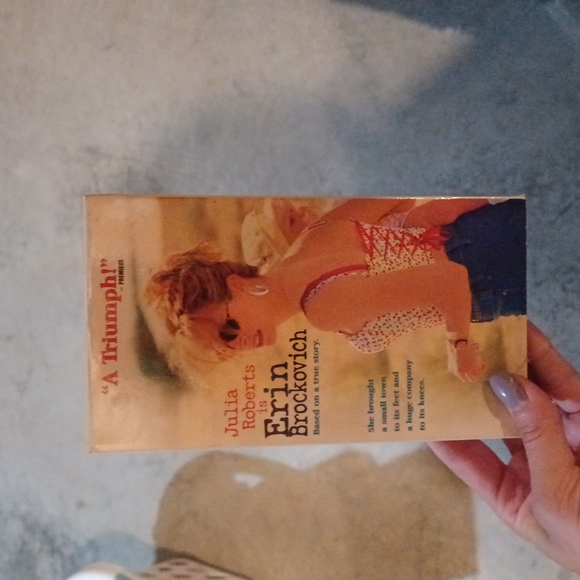 "A Triumph!"
- PREMIERE
Julia
Roberts
is
Erin
Brockovich
Based on a true story.
She brought
a small town
to its feet and
a huge company
to its knees.